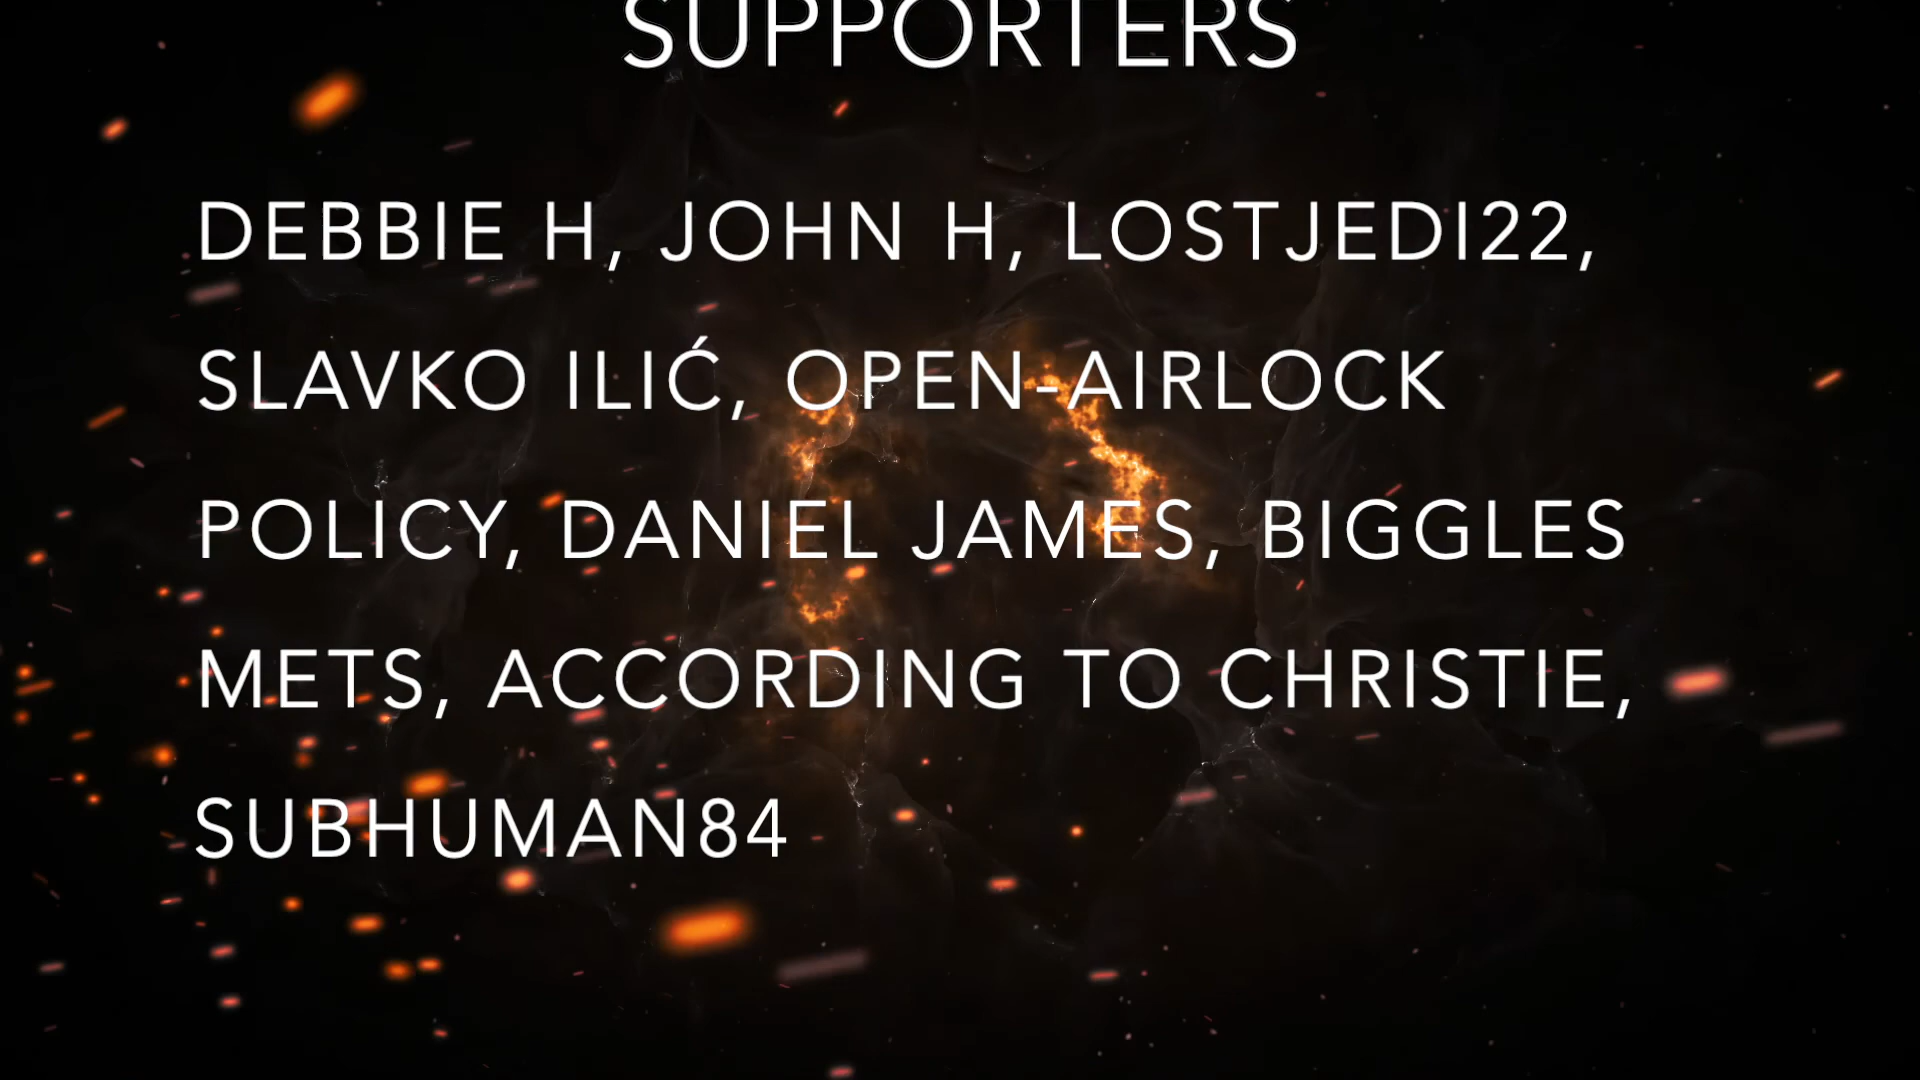 SUPPORTERS
DEBBIE H, JOHN H, LOSTJEDI22,
SLAVKO ILIĆ, OPEN-AIRLOCK
POLICY, DANIEL JAMES, BIGGLES
METS, ACCORDING TO CHRISTIE,
SUBHUMAN84